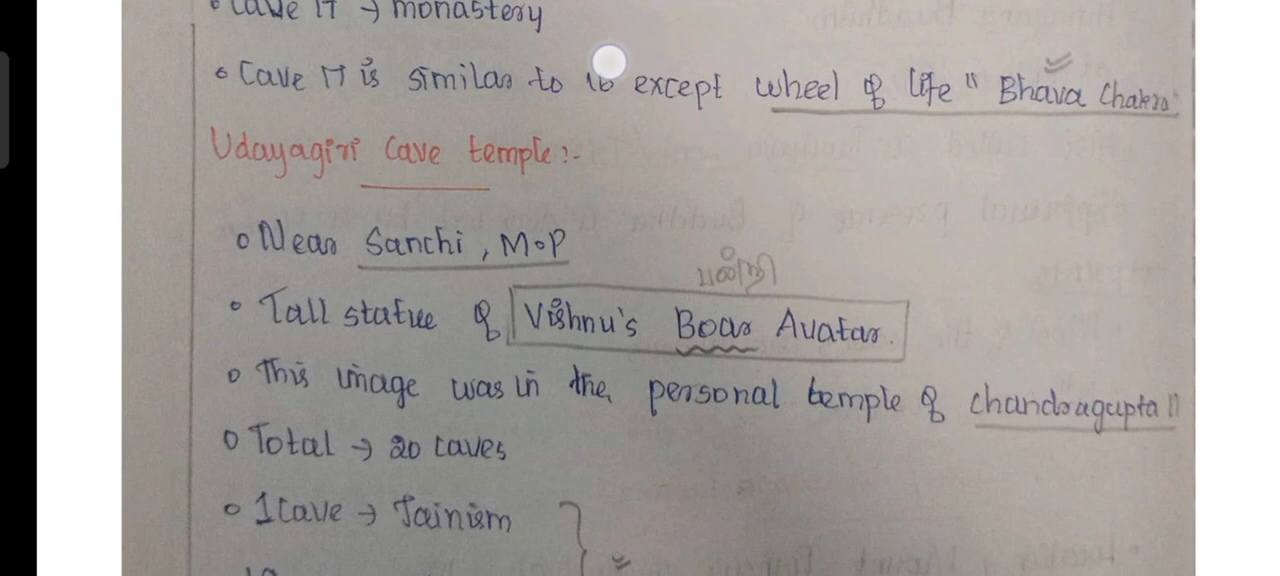 • Cave 17 → monastery
• Cave 17 is similar to 16 except wheel of life " Bhava Chakra"
Udayagiri Cave temple:-
• Near Sanchi, M.P
பன்றி
• Tall statue of Vishnu's Boar Avatar.
• This image was in the personal temple of Chandragupta II
• Total → 20 caves
• 1 Cave → Jainism